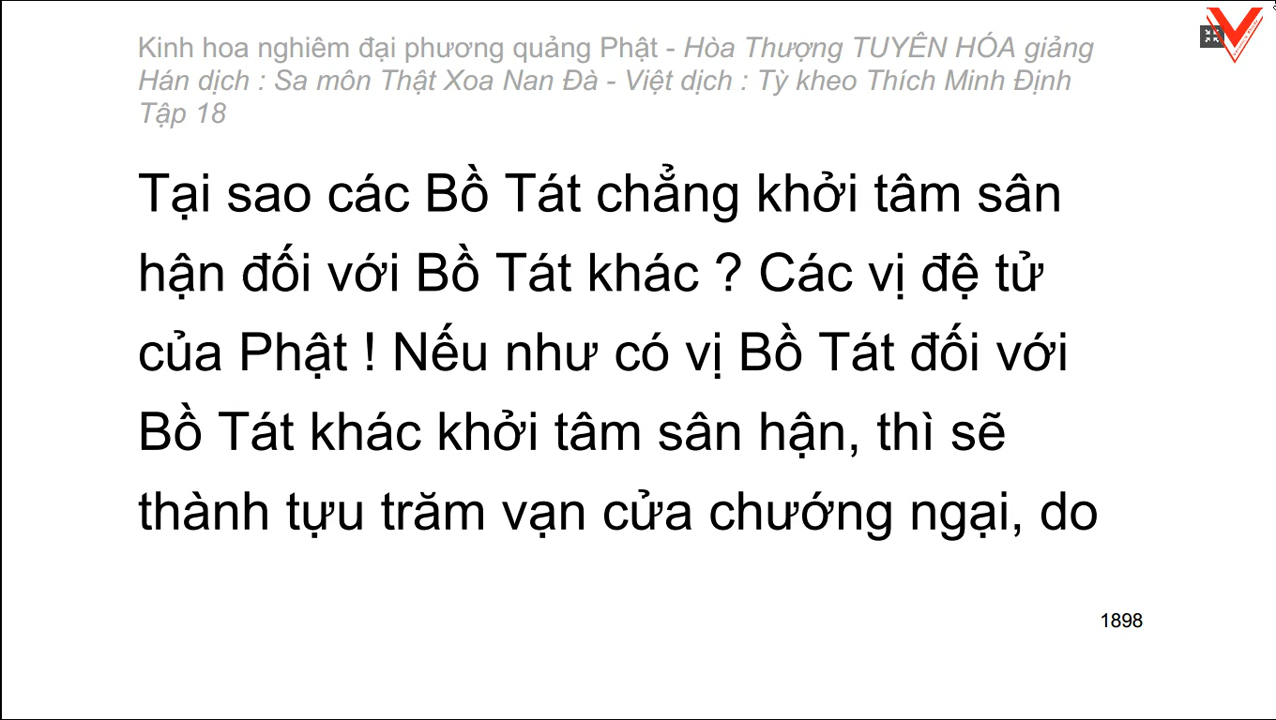 Kinh hoa nghiêm đại phương quảng Phật - Hòa Thượng TUYÊN HÓA giảng
Hán dịch : Sa môn Thật Xoa Nan Đà - Việt dịch : Tỳ kheo Thích Minh Định
Tập 18
Tại sao các Bồ Tát chẳng khởi tâm sân
hận đối với Bồ Tát khác ? Các vị đệ tử
của Phật ! Nếu như có vị Bồ Tát đối với
Bồ Tát khác khởi tâm sân hận, thì sẽ
thành tựu trăm vạn cửa chướng ngại, do
1898